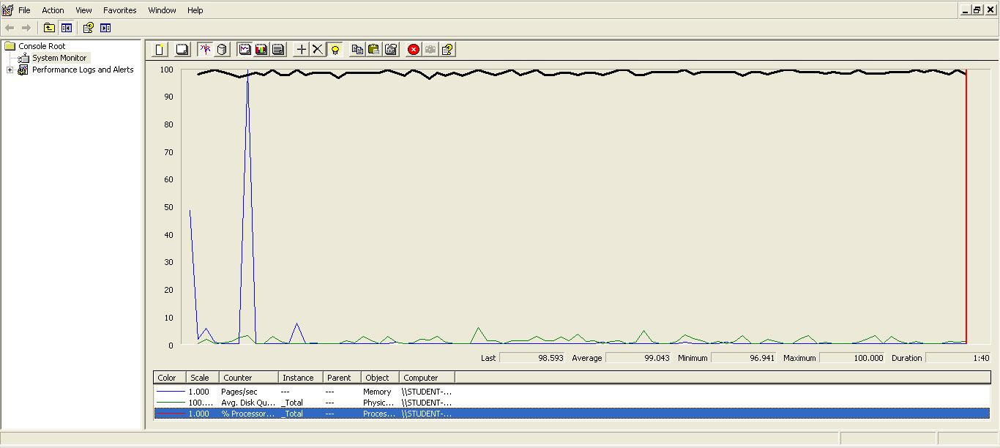 File Action View Favorites Window Help
Console Root
System Monitor
Performance Logs and Alerts
100
90
80
70
60
50
40
30
20
10
0
Last 98.593 Average 99.043 Minimum 96.941 Maximum 100.000 Duration 1:40
Color Scale Counter Instance Parent Object Computer
1.000 Pages/sec --- --- Memory \\STUDENT-...
100.... Avg. Disk Qu... _Total --- Physic... \\STUDENT-...
1.000 % Processor... _Total --- Proces... \\STUDENT-...